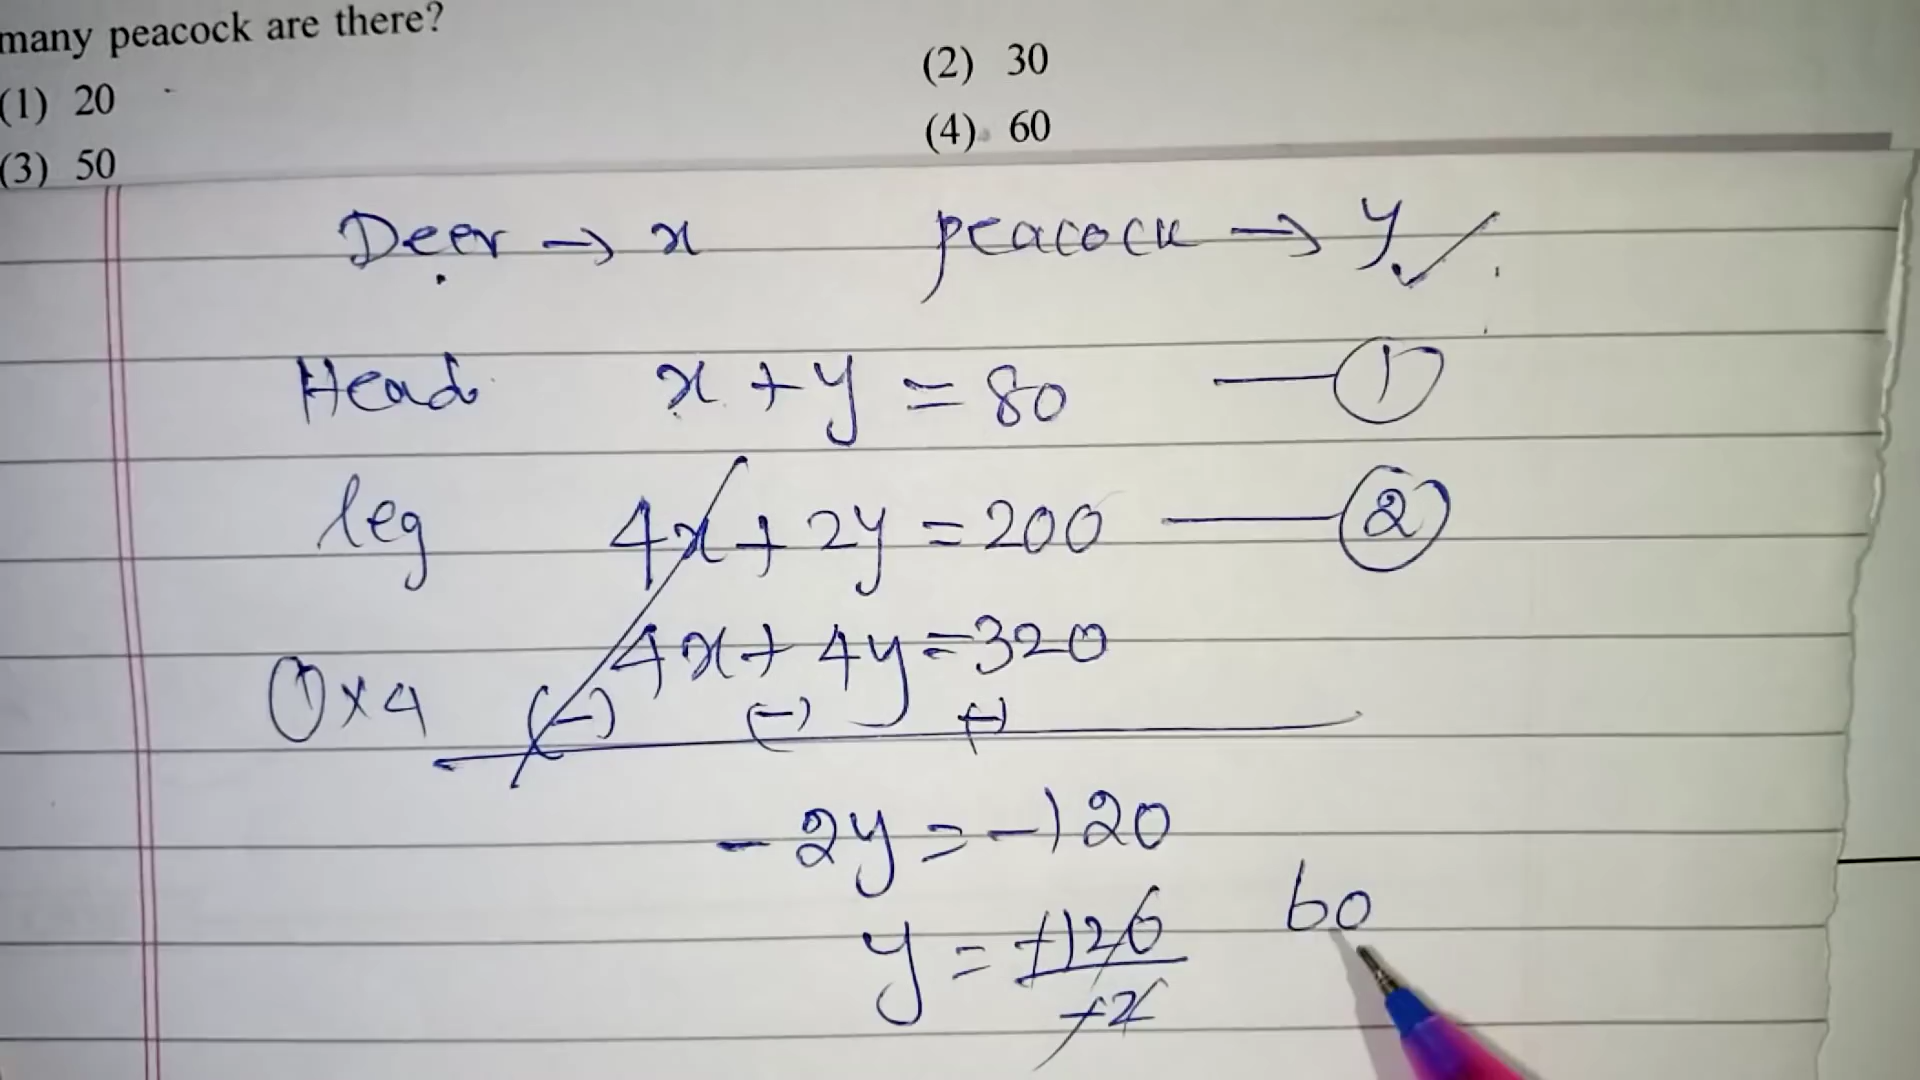 many peacock are there?
(1) 20
(2) 30
(3) 50
(4) 60
Deer → x peacock → y ✓
Head x + y = 80 — ①
leg 4x + 2y = 200 — ②
① × 4 4x + 4y = 320
(-) (-) (-)
- 2y = - 120
y = -120 / -2 60